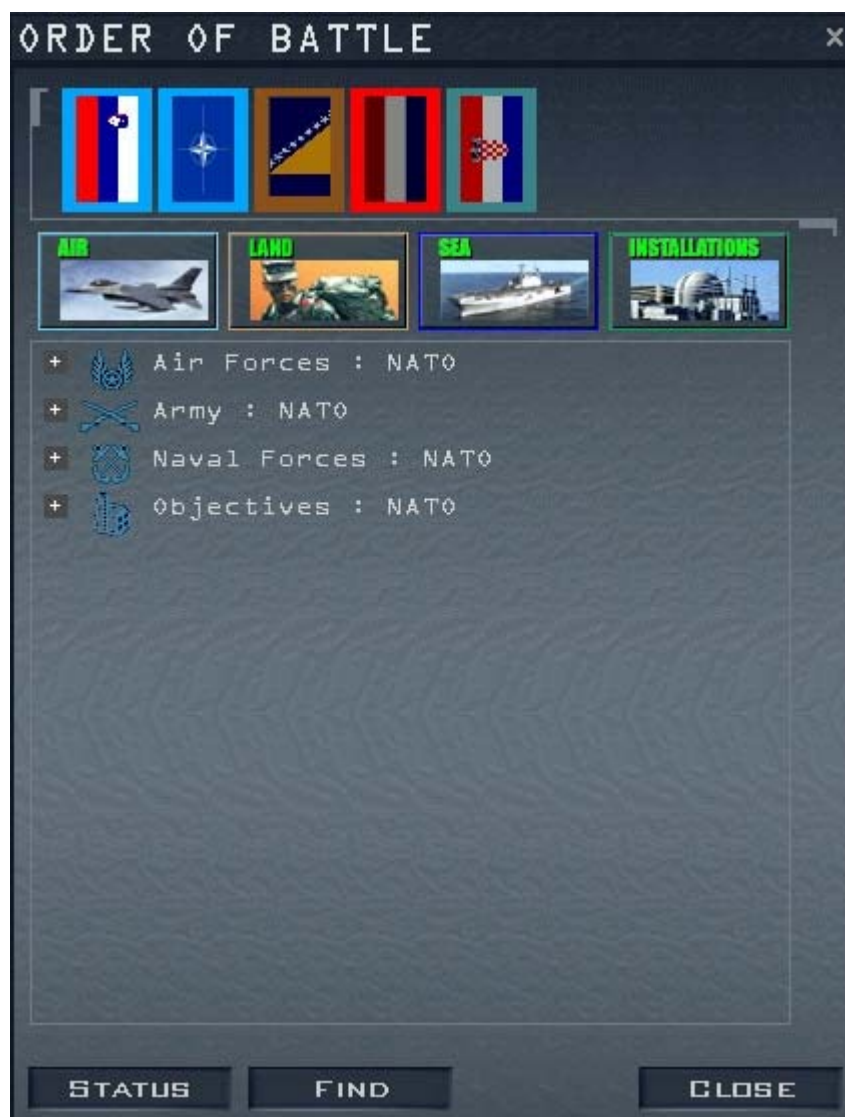 ORDER OF BATTLE
AIR LAND SEA INSTALLATIONS
Air Forces : NATO
Army : NATO
Naval Forces : NATO
Objectives : NATO
STATUS FIND CLOSE